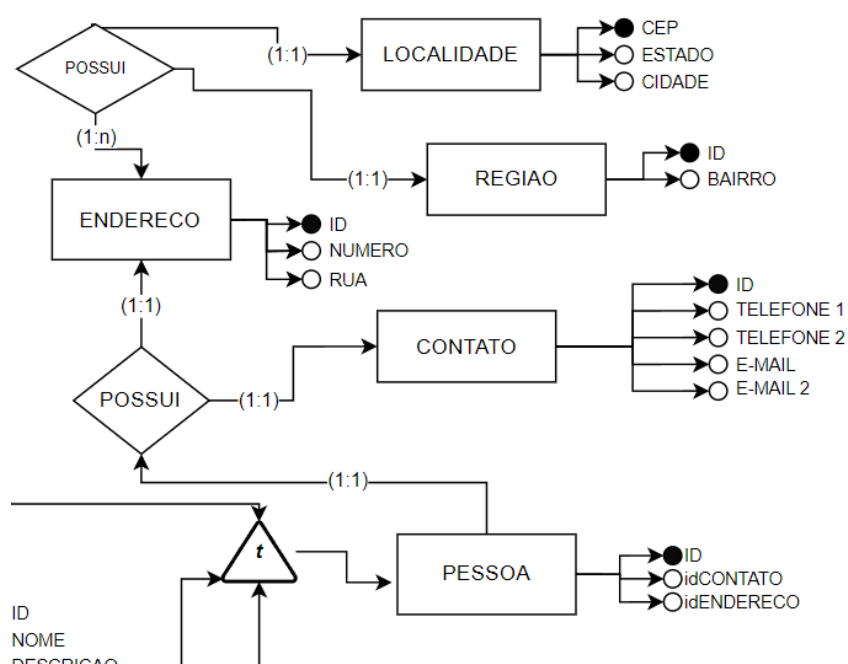 CEP
POSSUI
(1:1)
LOCALIDADE
ESTADO
CIDADE
(1:n)
(1:1)
REGIAO
ID
BAIRRO
ENDERECO
ID
NUMERO
RUA
(1:1)
ID
TELEFONE 1
CONTATO
TELEFONE 2
E-MAIL
E-MAIL 2
POSSUI
(1:1)
(1:1)
t
PESSOA
ID
idCONTATO
idENDERECO
ID
NOME
DESCRICAO